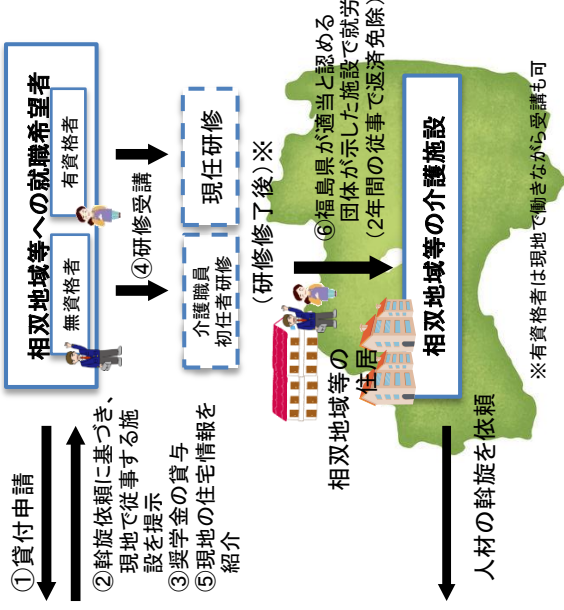 相双地域等への就職希望者
無資格者
有資格者
①貸付申請
②斡旋依頼に基づき、
現地で従事する施
設を提示
③奨学金の貸与
⑤現地の住宅情報を
紹介
④研修受講
介護職員
初任者研修
現任研修
(研修修了後)※
⑥福島県が適当と認める
団体が示した施設で就労
(2年間の従事で返済免除)
相双地域等の
住居
相双地域等の介護施設
人材の斡旋を依頼
※有資格者は現地で働きながら受講も可